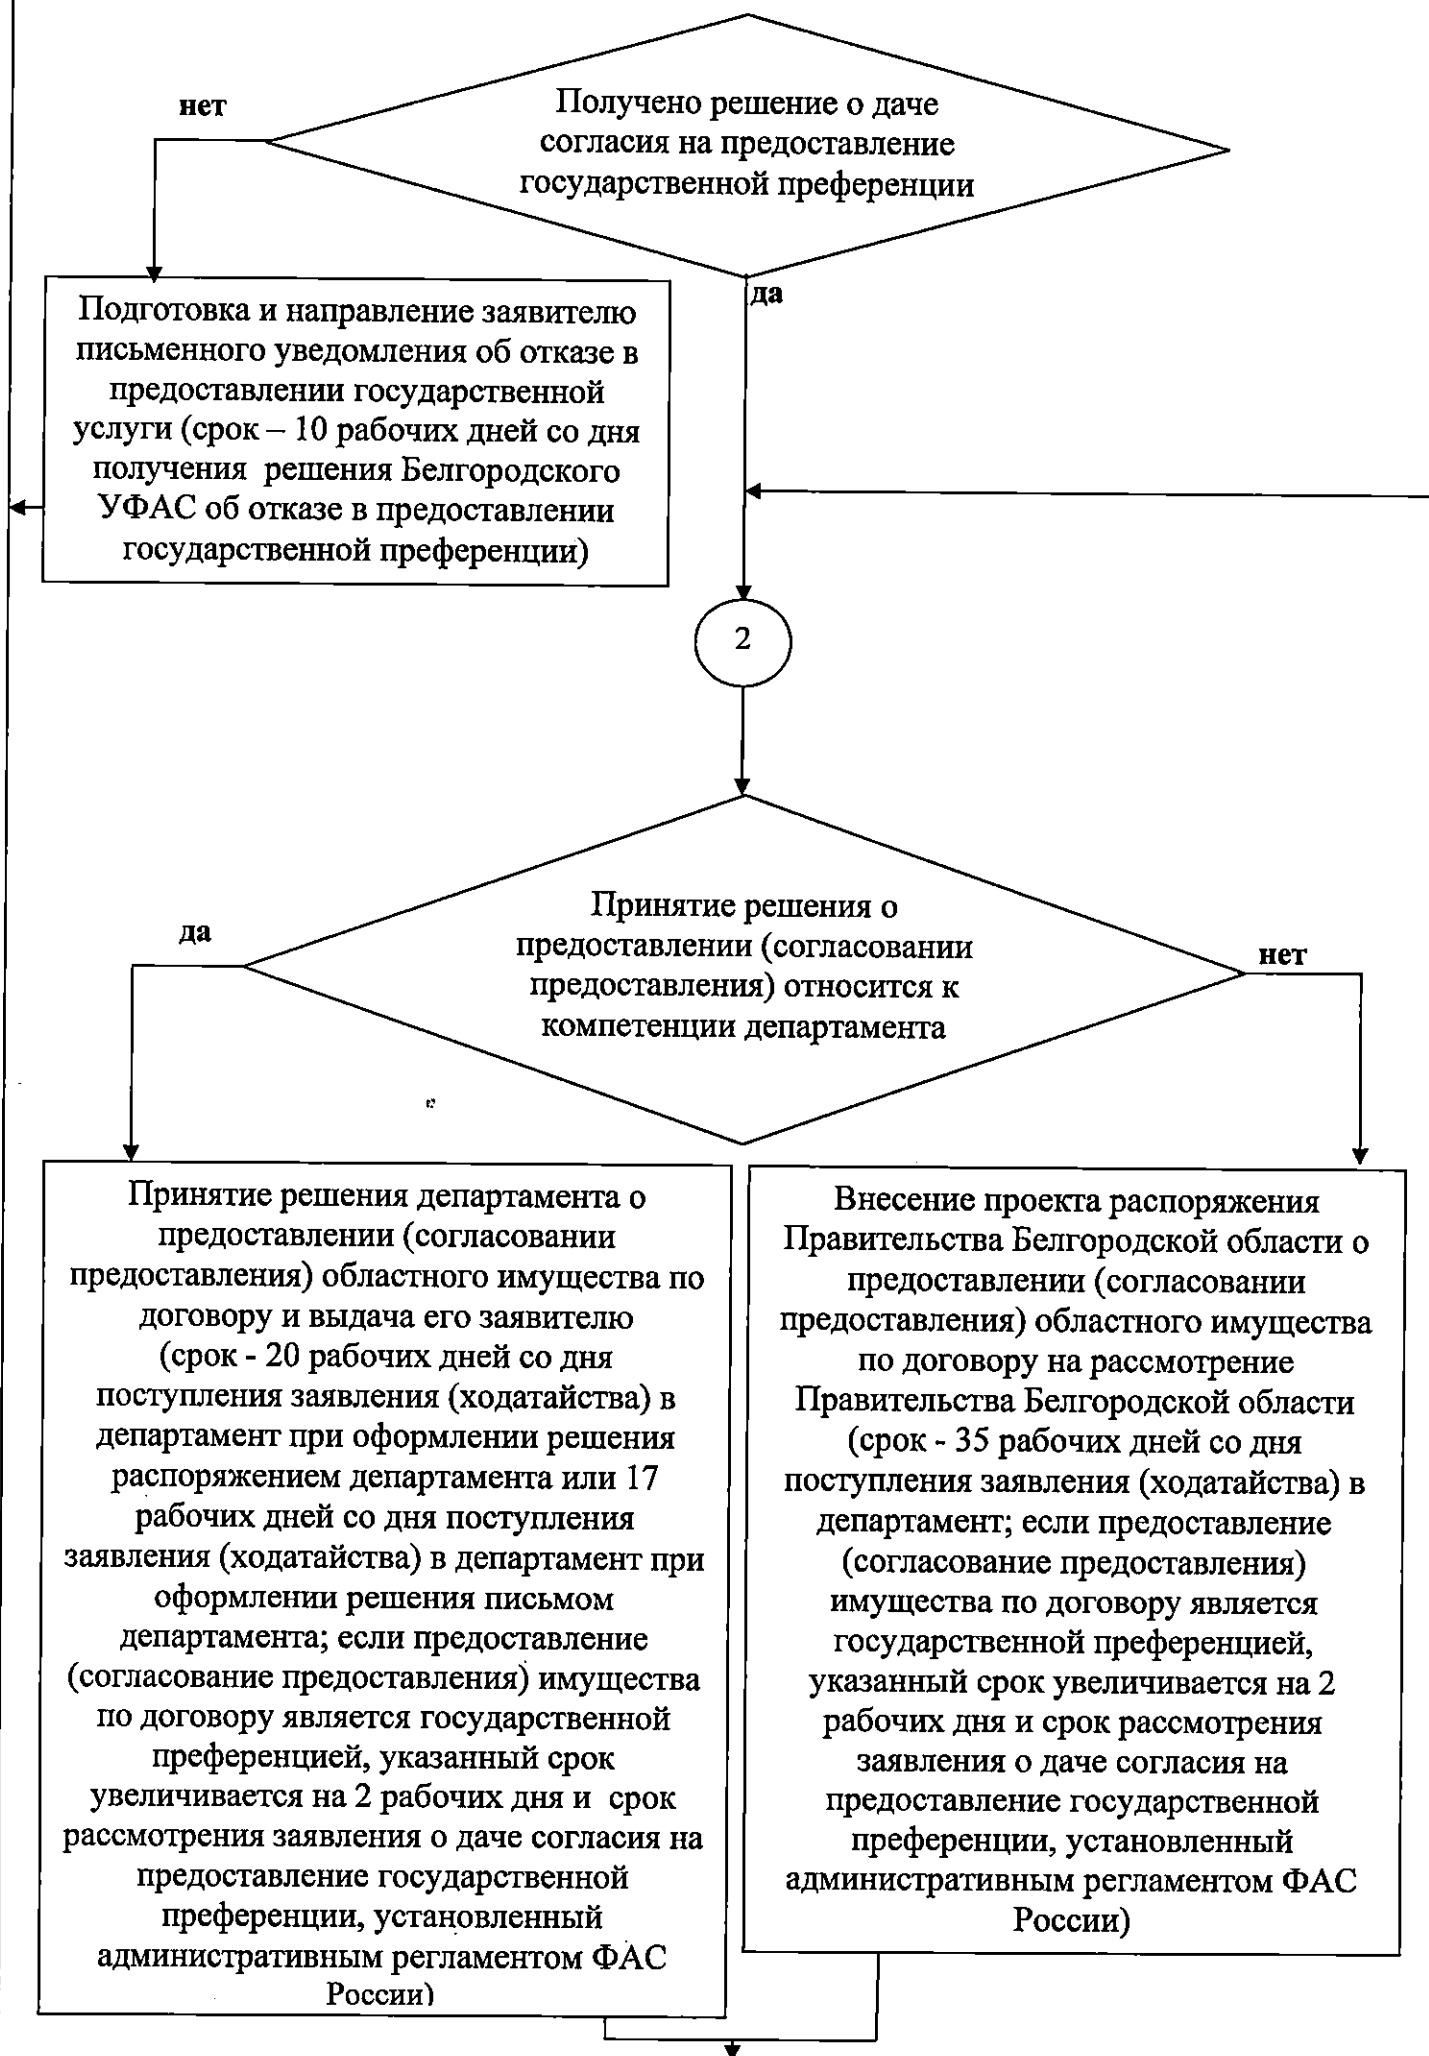 нет
Получено решение о даче
согласия на предоставление
государственной преференции
да
Подготовка и направление заявителю
письменного уведомления об отказе в
предоставлении государственной
услуги (срок – 10 рабочих дней со дня
получения решения Белгородского
УФАС об отказе в предоставлении
государственной преференции)
2
да
Принятие решения о
предоставлении (согласовании
предоставления) относится к
компетенции департамента
нет
Принятие решения департамента о
предоставлении (согласовании
предоставления) областного имущества по
договору и выдача его заявителю
(срок - 20 рабочих дней со дня
поступления заявления (ходатайства) в
департамент при оформлении решения
распоряжением департамента или 17
рабочих дней со дня поступления
заявления (ходатайства) в департамент при
оформлении решения письмом
департамента; если предоставление
(согласование предоставления) имущества
по договору является государственной
преференцией, указанный срок
увеличивается на 2 рабочих дня и срок
рассмотрения заявления о даче согласия на
предоставление государственной
преференции, установленный
административным регламентом ФАС
России)
Внесение проекта распоряжения
Правительства Белгородской области о
предоставлении (согласовании
предоставления) областного имущества
по договору на рассмотрение
Правительства Белгородской области
(срок - 35 рабочих дней со дня
поступления заявления (ходатайства) в
департамент; если предоставление
(согласование предоставления)
имущества по договору является
государственной преференцией,
указанный срок увеличивается на 2
рабочих дня и срок рассмотрения
заявления о даче согласия на
предоставление государственной
преференции, установленный
административным регламентом ФАС
России)